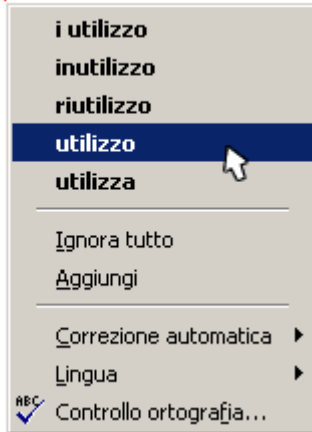 i utilizzo
inutilizzo
riutilizzo
utilizzo
utilizza
Ignora tutto
Aggiungi
Correzione automatica
Lingua
ABC Controllo ortografia...